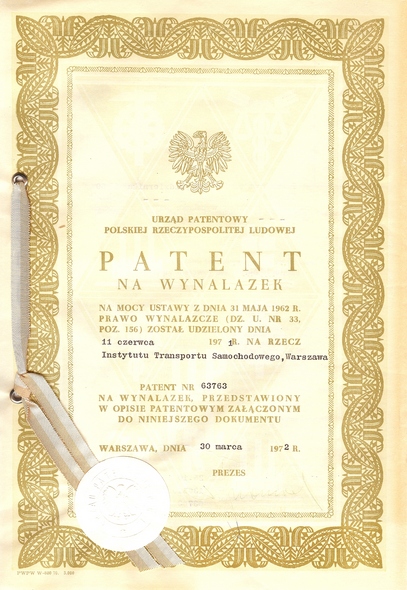 URZĄD PATENTOWY
POLSKIEJ RZECZYPOSPOLITEJ LUDOWEJ
PATENT
NA WYNALAZEK
NA MOCY USTAWY Z DNIA 31 MAJA 1962 R.
PRAWO WYNALAZCZE (DZ. U. NR 33,
POZ. 156) ZOSTAŁ UDZIELONY DNIA
11 czerwca 1971R. NA RZECZ
Instytutu Transportu Samochodowego,Warszawa
PATENT NR 63763
NA WYNALAZEK, PRZEDSTAWIONY
W OPISIE PATENTOWYM ZAŁĄCZONYM
DO NINIEJSZEGO DOKUMENTU
WARSZAWA, DNIA 30 marca 1972 R.
PREZES